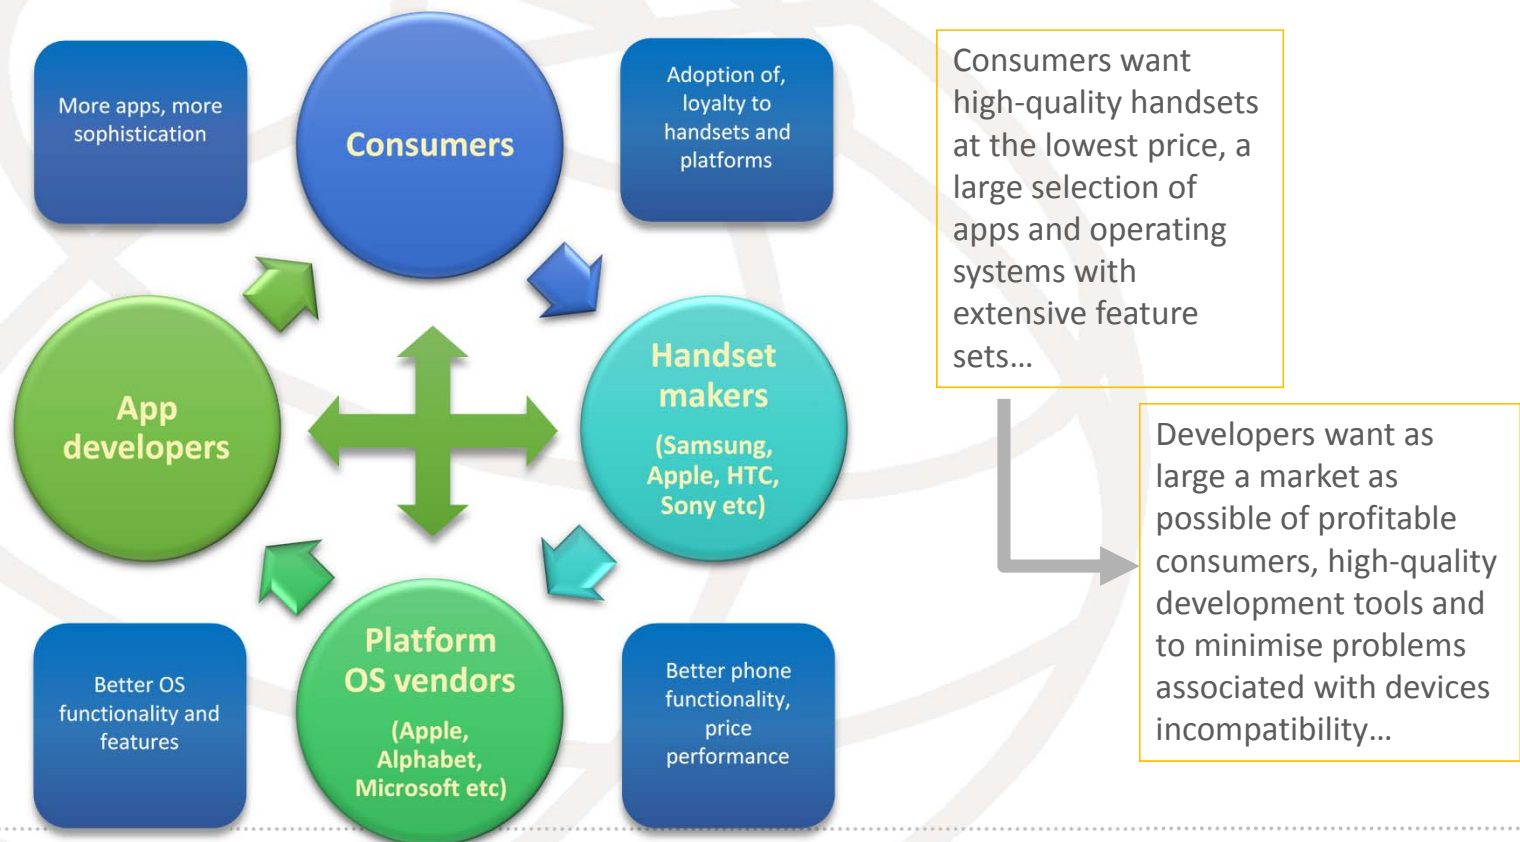 More apps, more
sophistication
Consumers
Adoption of,
loyalty to
handsets and
platforms
App
developers
Handset
makers
(Samsung,
Apple, HTC,
Sony etc)
Better OS
functionality and
features
Platform
OS vendors
(Apple,
Alphabet,
Microsoft etc)
Better phone
functionality,
price
performance
Consumers want
high-quality handsets
at the lowest price, a
large selection of
apps and operating
systems with
extensive feature
sets…
Developers want as
large a market as
possible of profitable
consumers, high-quality
development tools and
to minimise problems
associated with devices
incompatibility…